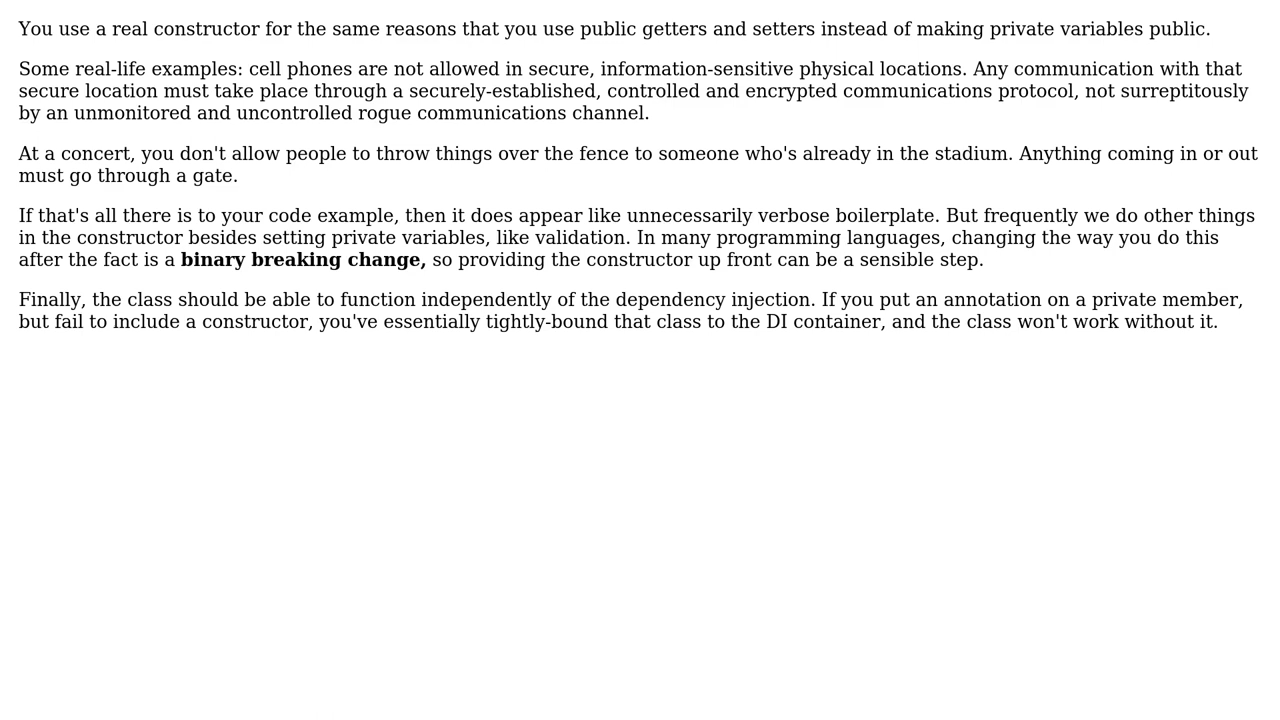 You use a real constructor for the same reasons that you use public getters and setters instead of making private variables public.
Some real-life examples: cell phones are not allowed in secure, information-sensitive physical locations. Any communication with that
secure location must take place through a securely-established, controlled and encrypted communications protocol, not surreptitously
by an unmonitored and uncontrolled rogue communications channel.
At a concert, you don't allow people to throw things over the fence to someone who's already in the stadium. Anything coming in or out
must go through a gate.
If that's all there is to your code example, then it does appear like unnecessarily verbose boilerplate. But frequently we do other things
in the constructor besides setting private variables, like validation. In many programming languages, changing the way you do this
after the fact is a binary breaking change, so providing the constructor up front can be a sensible step.
Finally, the class should be able to function independently of the dependency injection. If you put an annotation on a private member,
but fail to include a constructor, you've essentially tightly-bound that class to the DI container, and the class won't work without it.